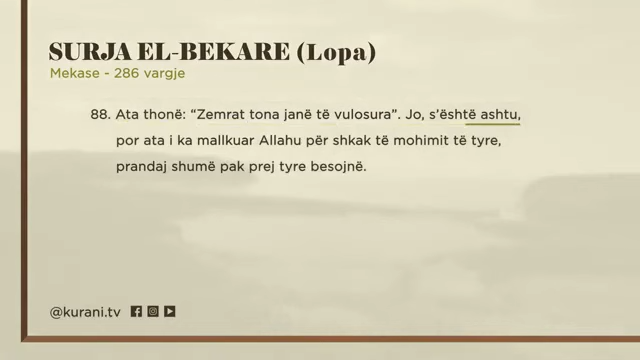 SURJA EL-BEKARE (Lopa)
Mekase - 286 vargje
88. Ata thonë: “Zemrat tona janë të vulosura”. Jo, s’është ashtu,
por ata i ka mallkuar Allahu për shkak të mohimit të tyre,
prandaj shumë pak prej tyre besojnë.
@kurani.tv